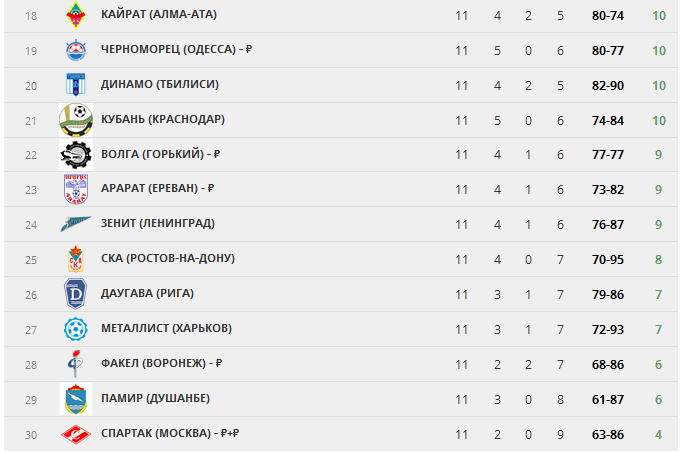 18 КАЙРАТ (АЛМА-АТА) 11 4 2 5 80-74 10
19 ЧЕРНОМОРЕЦ (ОДЕССА) - ₽ 11 5 0 6 80-77 10
20 ДИНАМО (ТБИЛИСИ) 11 4 2 5 82-90 10
21 КУБАНЬ (КРАСНОДАР) 11 5 0 6 74-84 10
22 ВОЛГА (ГОРЬКИЙ) - ₽ 11 4 1 6 77-77 9
23 АРАРАТ (ЕРЕВАН) - ₽ 11 4 1 6 73-82 9
24 ЗЕНИТ (ЛЕНИНГРАД) 11 4 1 6 76-87 9
25 СКА (РОСТОВ-НА-ДОНУ) 11 4 0 7 70-95 8
26 ДАУГАВА (РИГА) 11 3 1 7 79-86 7
27 МЕТАЛЛИСТ (ХАРЬКОВ) 11 3 1 7 72-93 7
28 ФАКЕЛ (ВОРОНЕЖ) - ₽ 11 2 2 7 68-86 6
29 ПАМИР (ДУШАНБЕ) 11 3 0 8 61-87 6
30 СПАРТАК (МОСКВА) - ₽+₽ 11 2 0 9 63-86 4